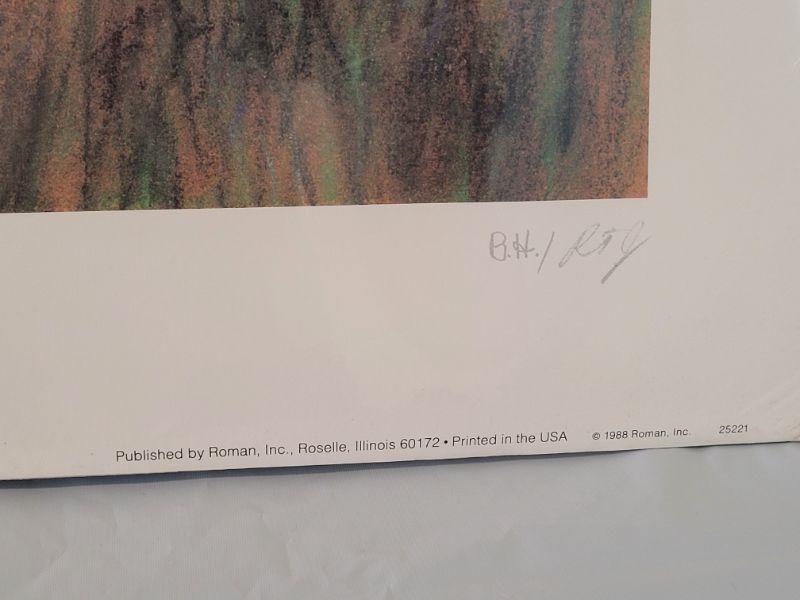 B.H./
Published by Roman, Inc., Roselle, Illinois 60172 • Printed in the USA © 1988 Roman, Inc. 25221